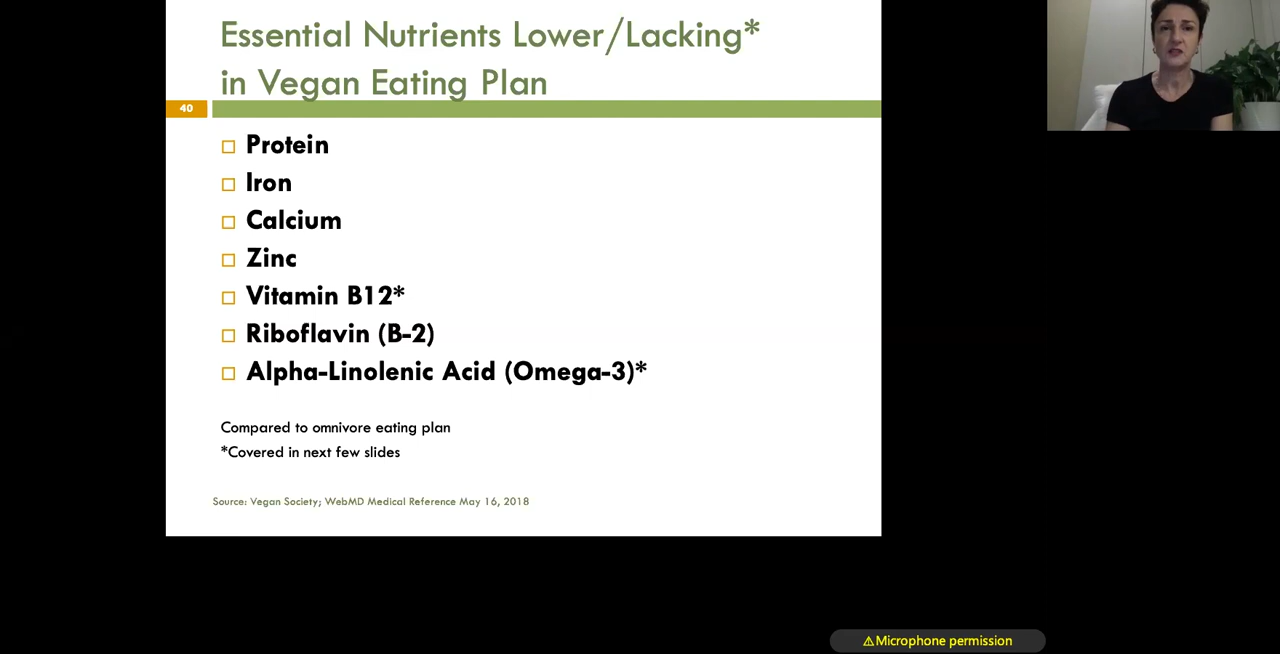 Essential Nutrients Lower/Lacking*
in Vegan Eating Plan
40
Protein
Iron
Calcium
Zinc
Vitamin B12*
Riboflavin (B-2)
Alpha-Linolenic Acid (Omega-3)*
Compared to omnivore eating plan
*Covered in next few slides
Source: Vegan Society; WebMD Medical Reference May 16, 2018
⚠Microphone permission